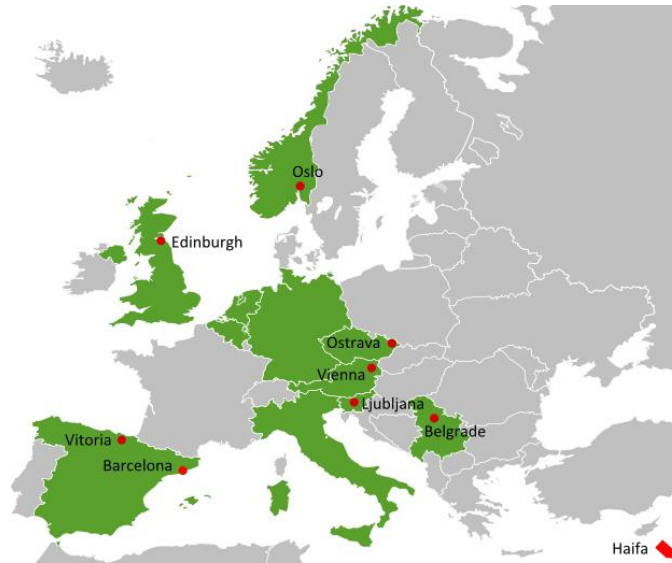 Oslo
Edinburgh
Ostrava
Vienna
Ljubljana
Belgrade
Vitoria
Barcelona
Haifa